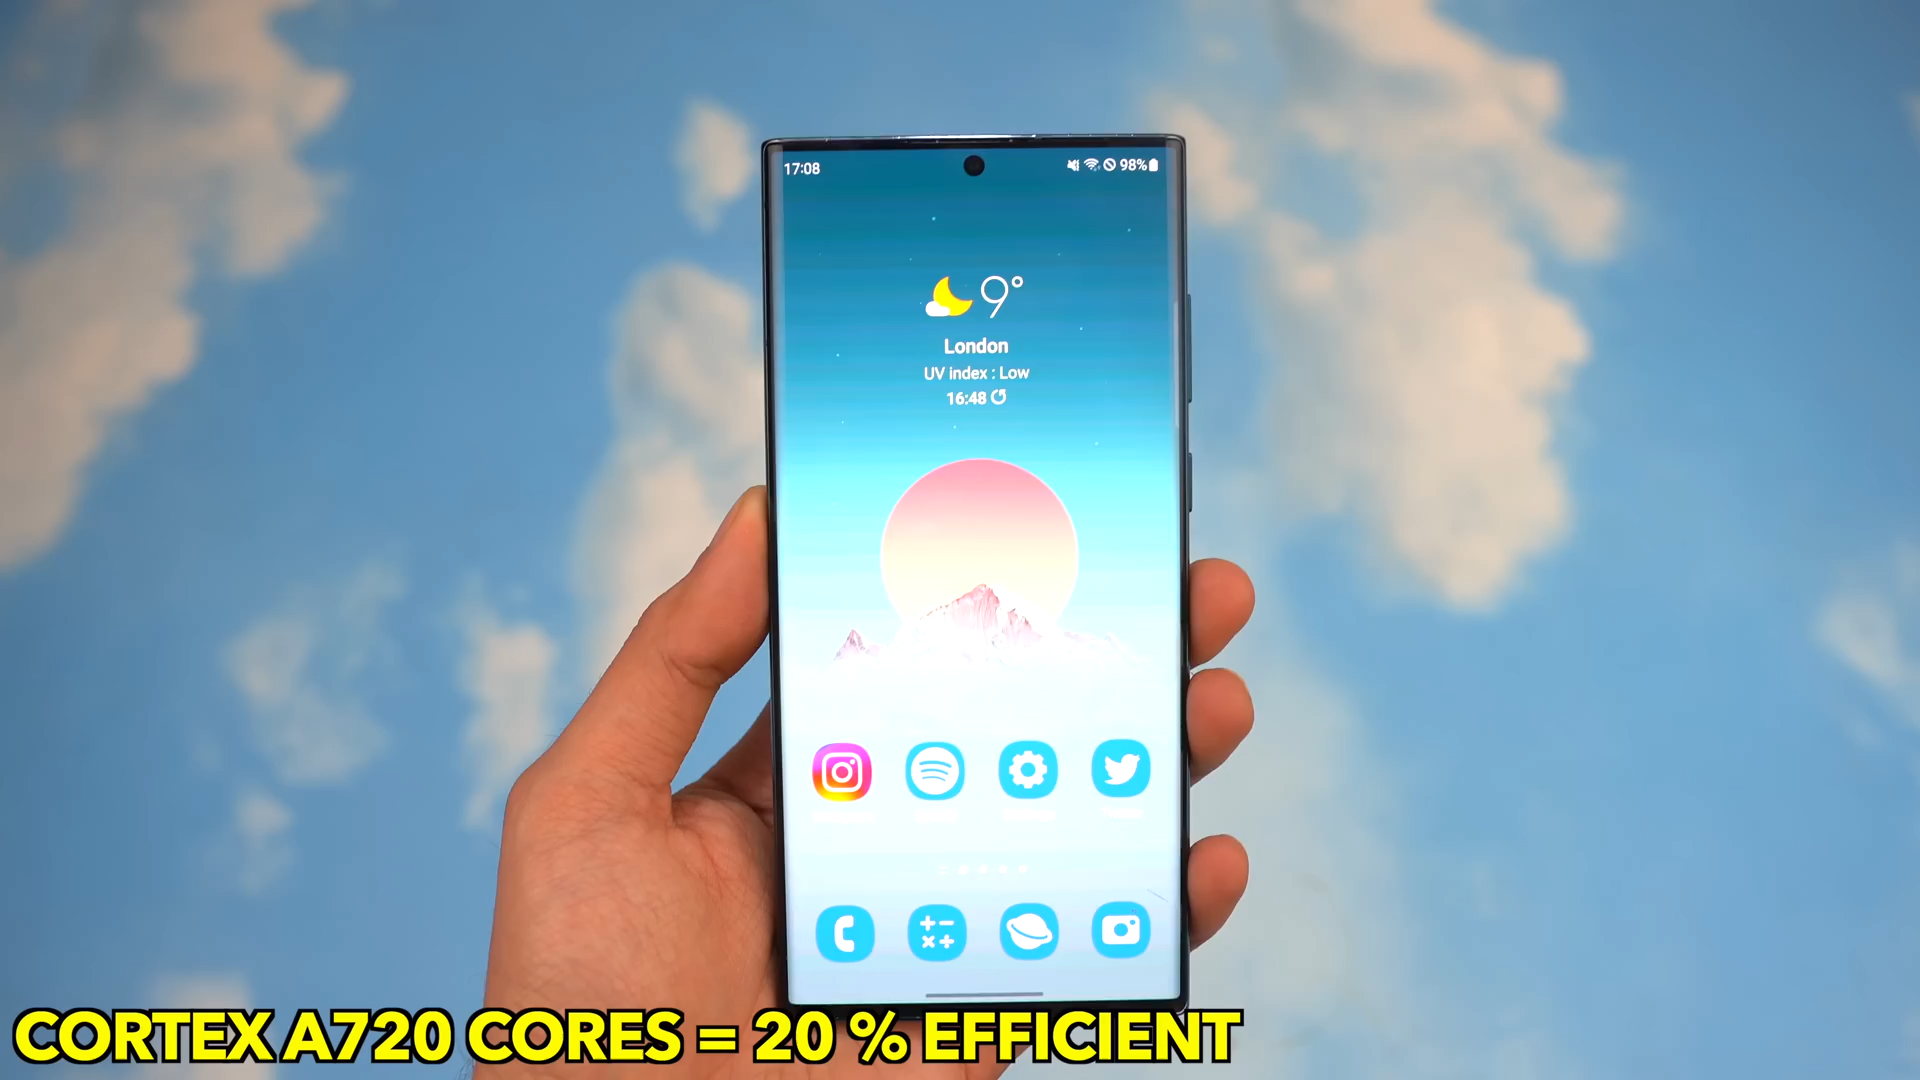 17:08
98%
9°
London
UV index : Low
16:48
CORTEX A720 CORES = 20 % EFFICIENT